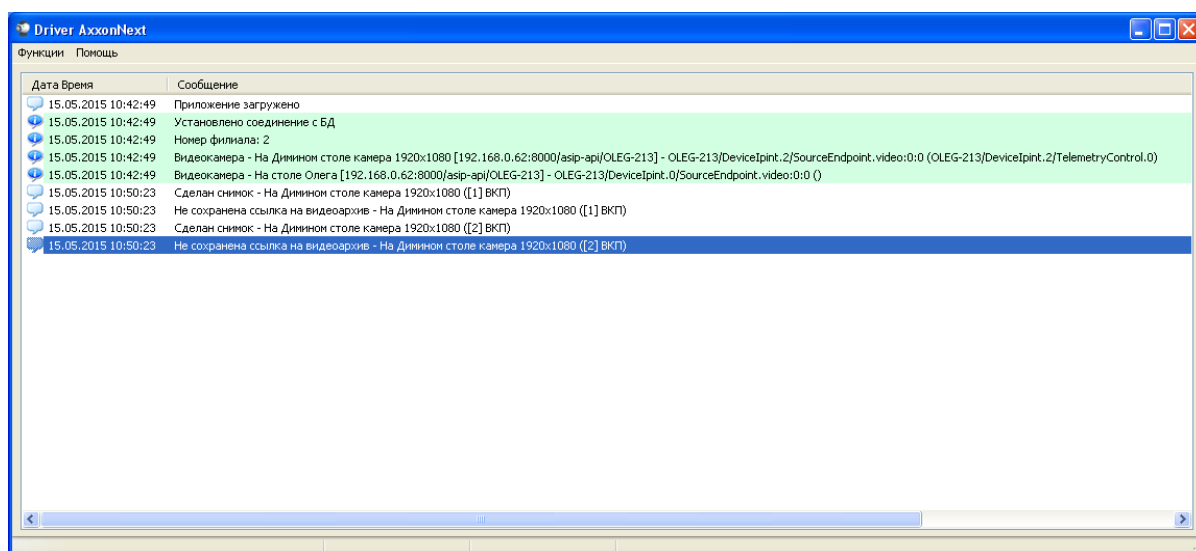 Driver AxxonNext
Функции Помощь
Дата Время Сообщение
15.05.2015 10:42:49 Приложение загружено
15.05.2015 10:42:49 Установлено соединение с БД
15.05.2015 10:42:49 Номер филиала: 2
15.05.2015 10:42:49 Видеокамера - На Димином столе камера 1920x1080 [192.168.0.62:8000/asip-api/OLEG-213] - OLEG-213/DeviceIpint.2/SourceEndpoint.video:0:0 (OLEG-213/DeviceIpint.2/TelemetryControl.0)
15.05.2015 10:42:49 Видеокамера - На столе Олега [192.168.0.62:8000/asip-api/OLEG-213] - OLEG-213/DeviceIpint.0/SourceEndpoint.video:0:0 ()
15.05.2015 10:50:23 Сделан снимок - На Димином столе камера 1920x1080 ([1] ВКП)
15.05.2015 10:50:23 Не сохранена ссылка на видеоархив - На Димином столе камера 1920x1080 ([1] ВКП)
15.05.2015 10:50:23 Сделан снимок - На Димином столе камера 1920x1080 ([2] ВКП)
15.05.2015 10:50:23 Не сохранена ссылка на видеоархив - На Димином столе камера 1920x1080 ([2] ВКП)